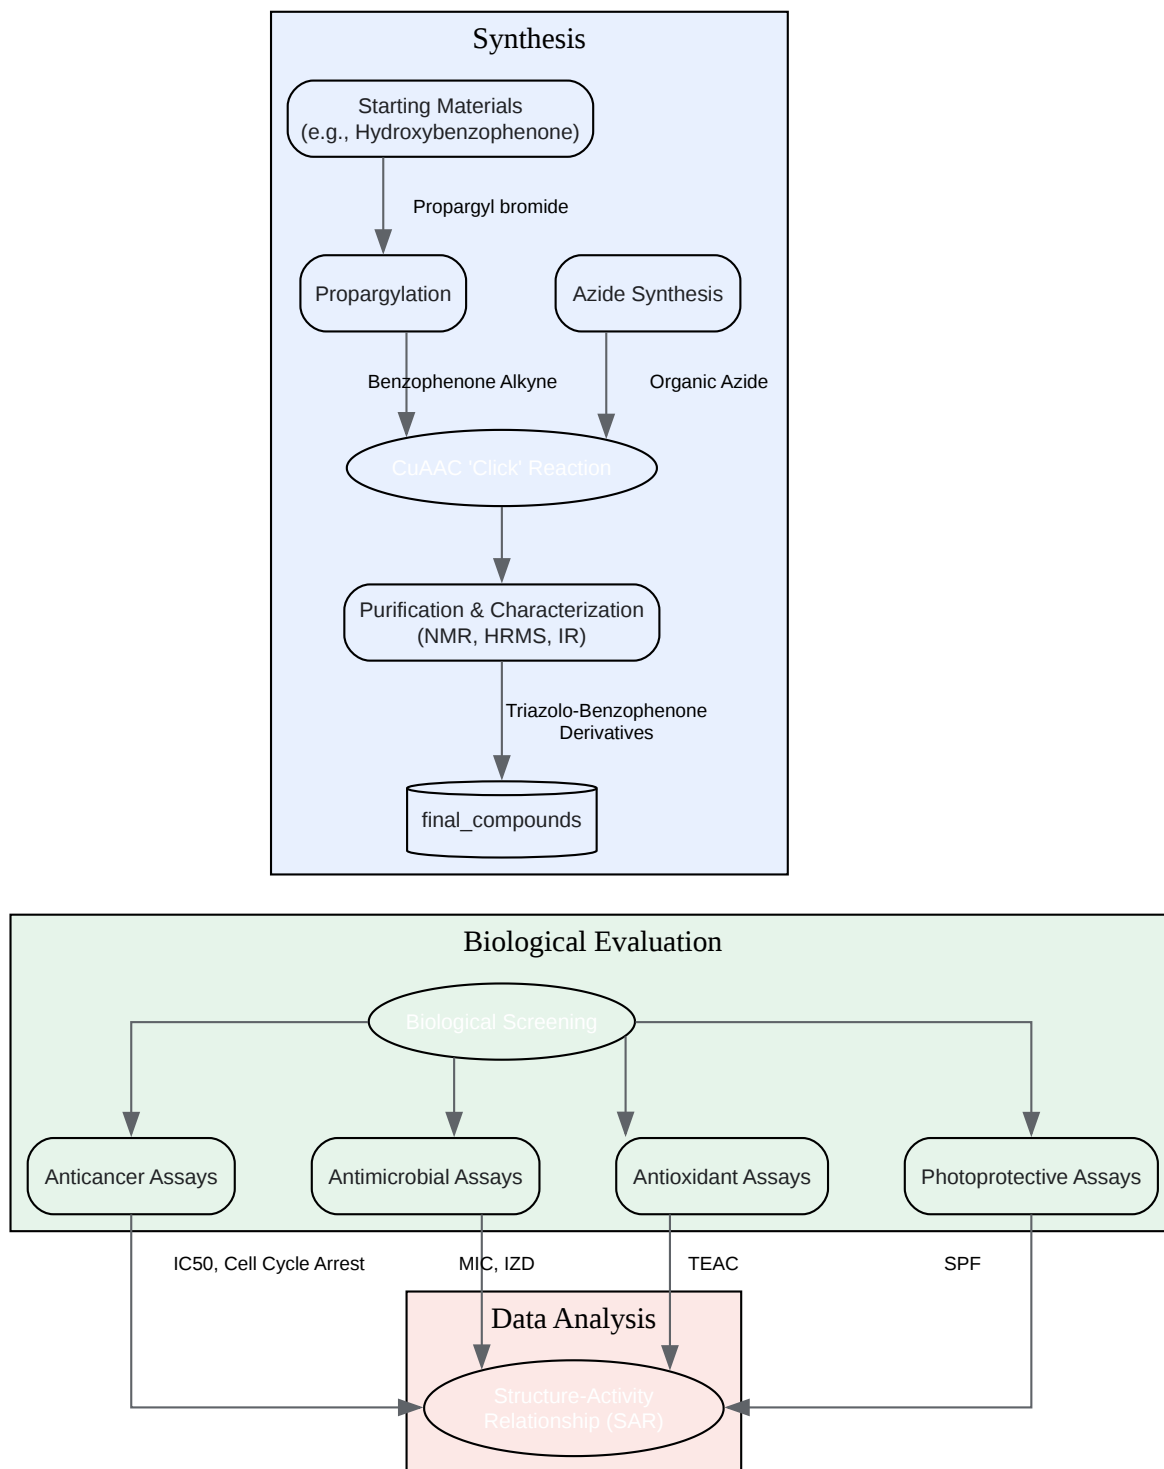 Synthesis
Starting Materials
(e.g., Hydroxybenzophenone)
Propargyl bromide
Propargylation
Azide Synthesis
Benzophenone Alkyne
Organic Azide
CuAAC 'Click' Reaction
Purification & Characterization
(NMR, HRMS, IR)
Triazolo-Benzophenone
Derivatives
final_compounds
Biological Evaluation
Biological Screening
Anticancer Assays
Antimicrobial Assays
Antioxidant Assays
Photoprotective Assays
IC50, Cell Cycle Arrest
MIC, IZD
TEAC
SPF
Data Analysis
Structure-Activity
Relationship (SAR)